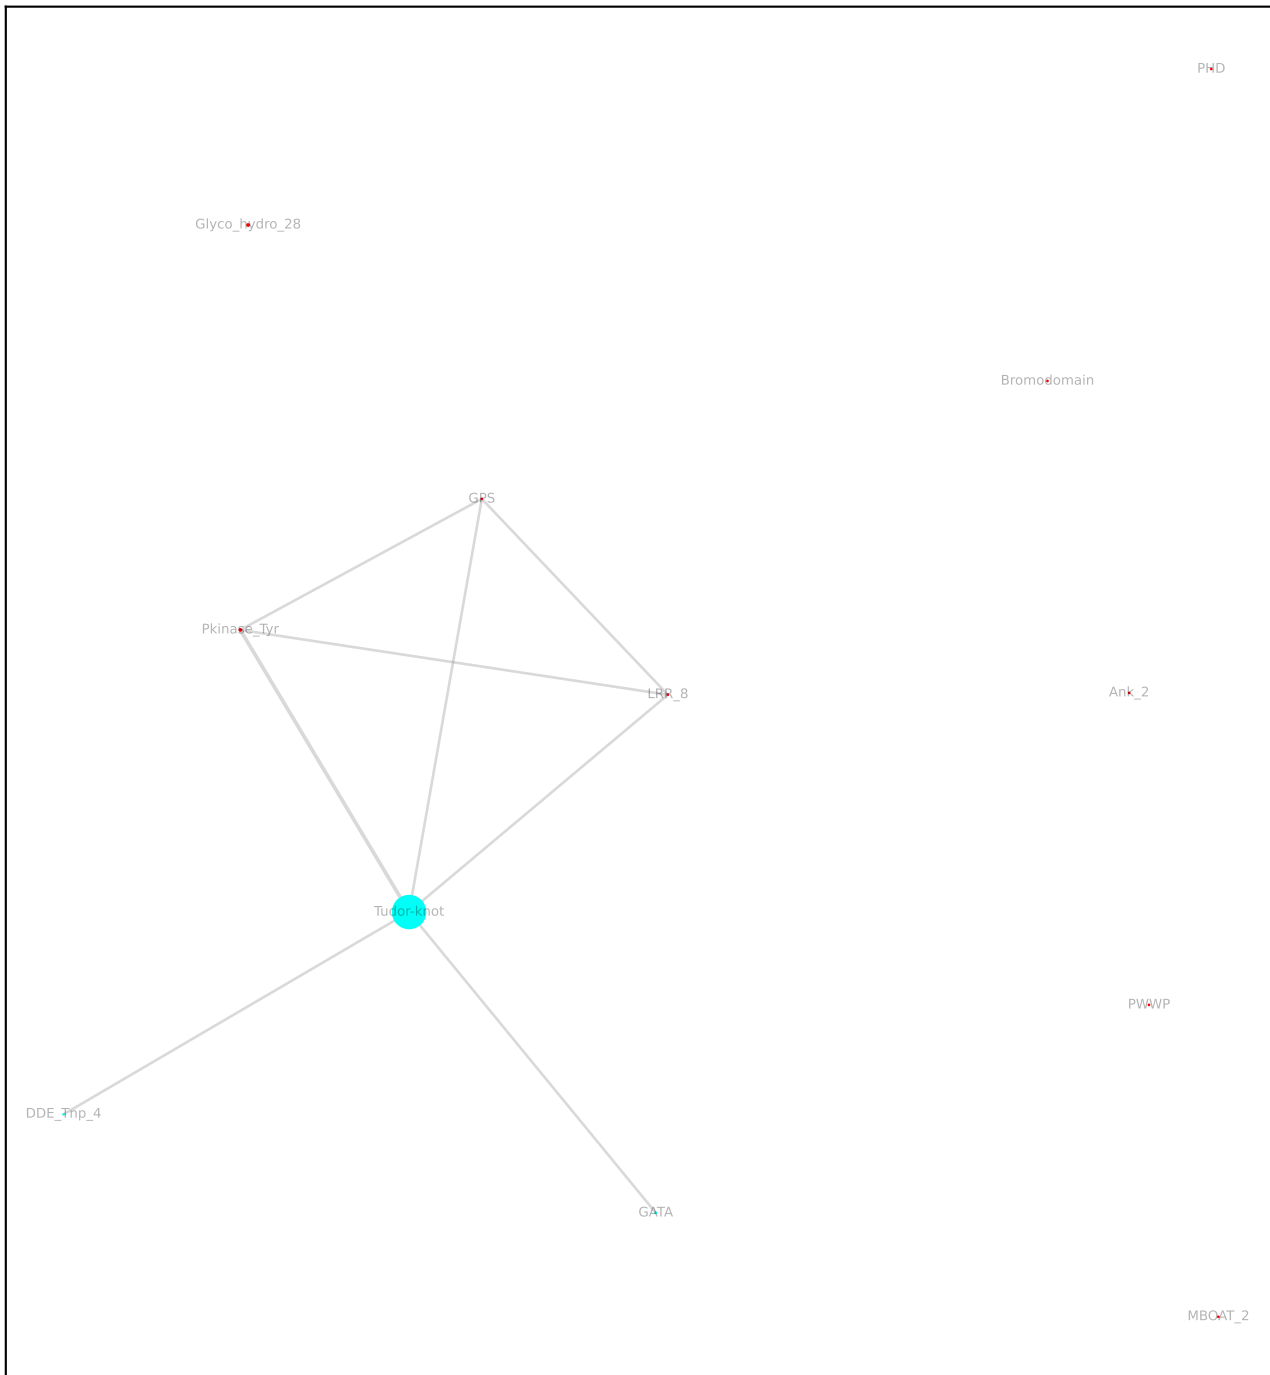 PHD
Glyco_hydro_28
Bromodomain
GPS
Pkinase_Tyr
LRR_8
Ank_2
Tudor-knot
PWWP
DDE_Tnp_4
GATA
MBOAT_2